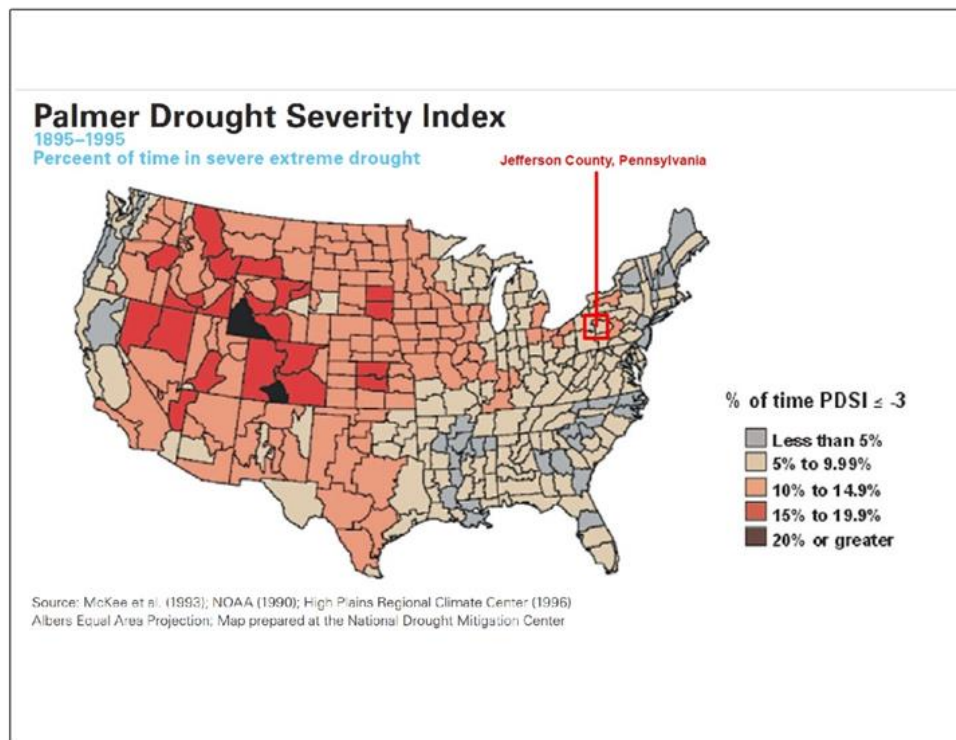 Palmer Drought Severity Index
1895–1995
Percent of time in severe extreme drought
Jefferson County, Pennsylvania
% of time PDSI ≤ -3
Less than 5%
5% to 9.99%
10% to 14.9%
15% to 19.9%
20% or greater
Source: McKee et al. (1993); NOAA (1990); High Plains Regional Climate Center (1996)
Albers Equal Area Projection; Map prepared at the National Drought Mitigation Center